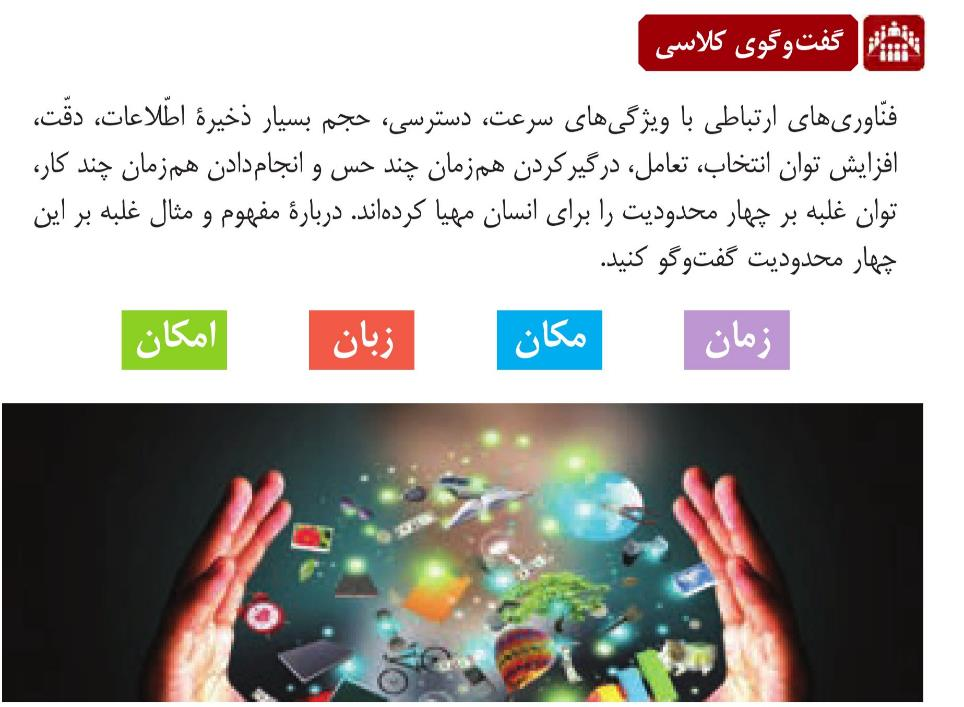 گفت‌وگوی کلاسی
فنّاوری‌های ارتباطی با ویژگی‌های سرعت، دسترسی، حجم بسیار ذخیرهٔ اطّلاعات، دقّت،
افزایش توان انتخاب، تعامل، درگیرکردن هم‌زمان چند حس و انجام‌دادن هم‌زمان چند کار،
توان غلبه بر چهار محدودیت را برای انسان مهیا کرده‌اند. دربارهٔ مفهوم و مثال غلبه بر این
چهار محدودیت گفت‌وگو کنید.
زمان مکان زبان امکان